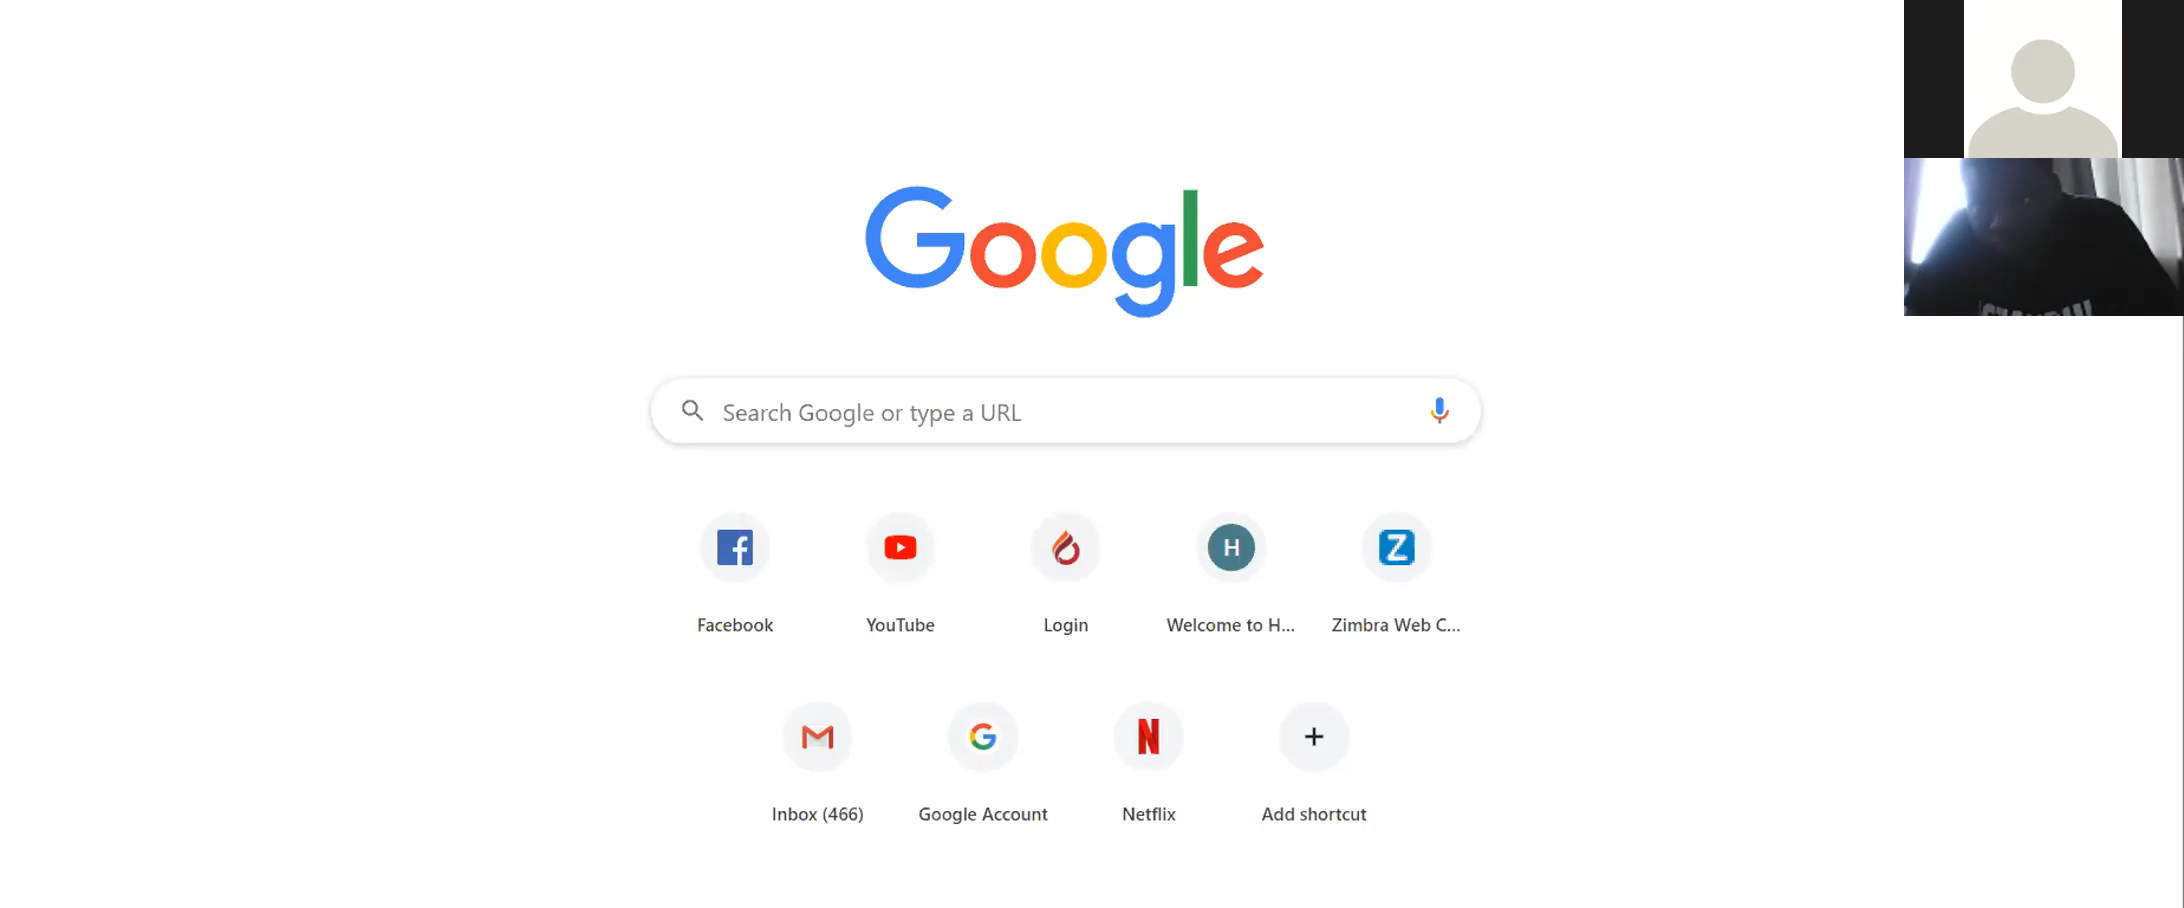 Google
Search Google or type a URL
Facebook
YouTube
Login
H
Welcome to H...
Z
Zimbra Web C...
Inbox (466)
Google Account
Netflix
Add shortcut